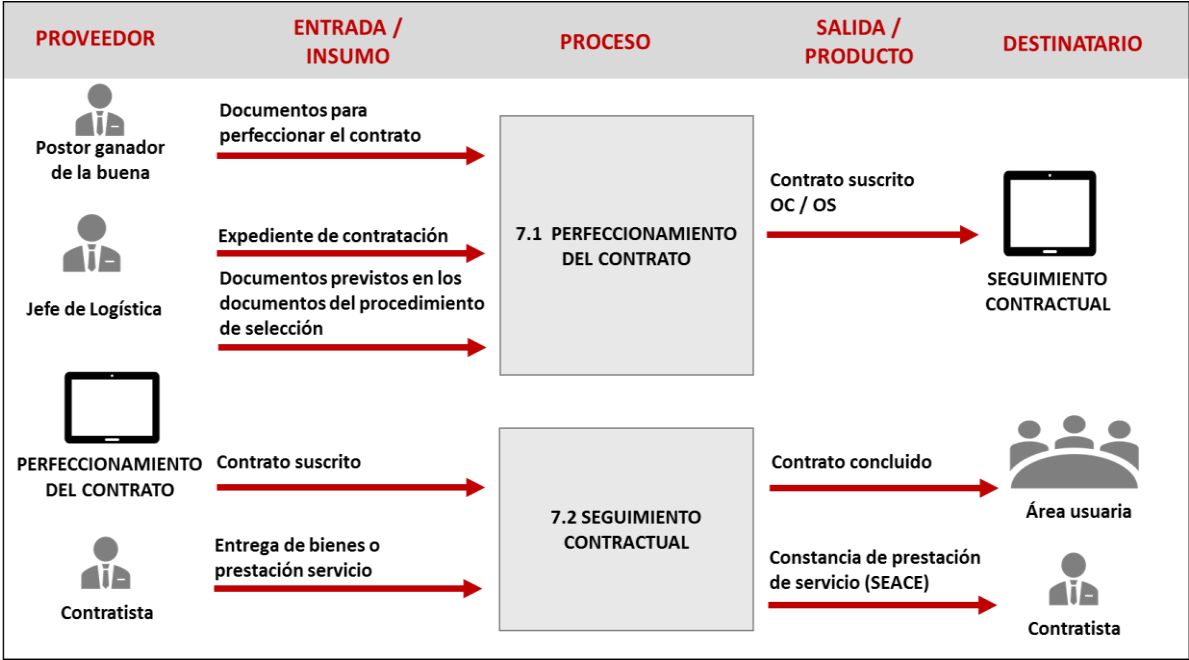 PROVEEDOR
ENTRADA /
INSUMO
PROCESO
SALIDA /
PRODUCTO
DESTINATARIO
Postor ganador
de la buena
Documentos para
perfeccionar el contrato
Jefe de Logística
Expediente de contratación
Documentos previstos en los
documentos del procedimiento
de selección
7.1 PERFECCIONAMIENTO
DEL CONTRATO
Contrato suscrito
OC / OS
SEGUIMIENTO
CONTRACTUAL
PERFECCIONAMIENTO
DEL CONTRATO
Contrato suscrito
Contratista
Entrega de bienes o
prestación servicio
7.2 SEGUIMIENTO
CONTRACTUAL
Contrato concluido
Área usuaria
Constancia de prestación
de servicio (SEACE)
Contratista